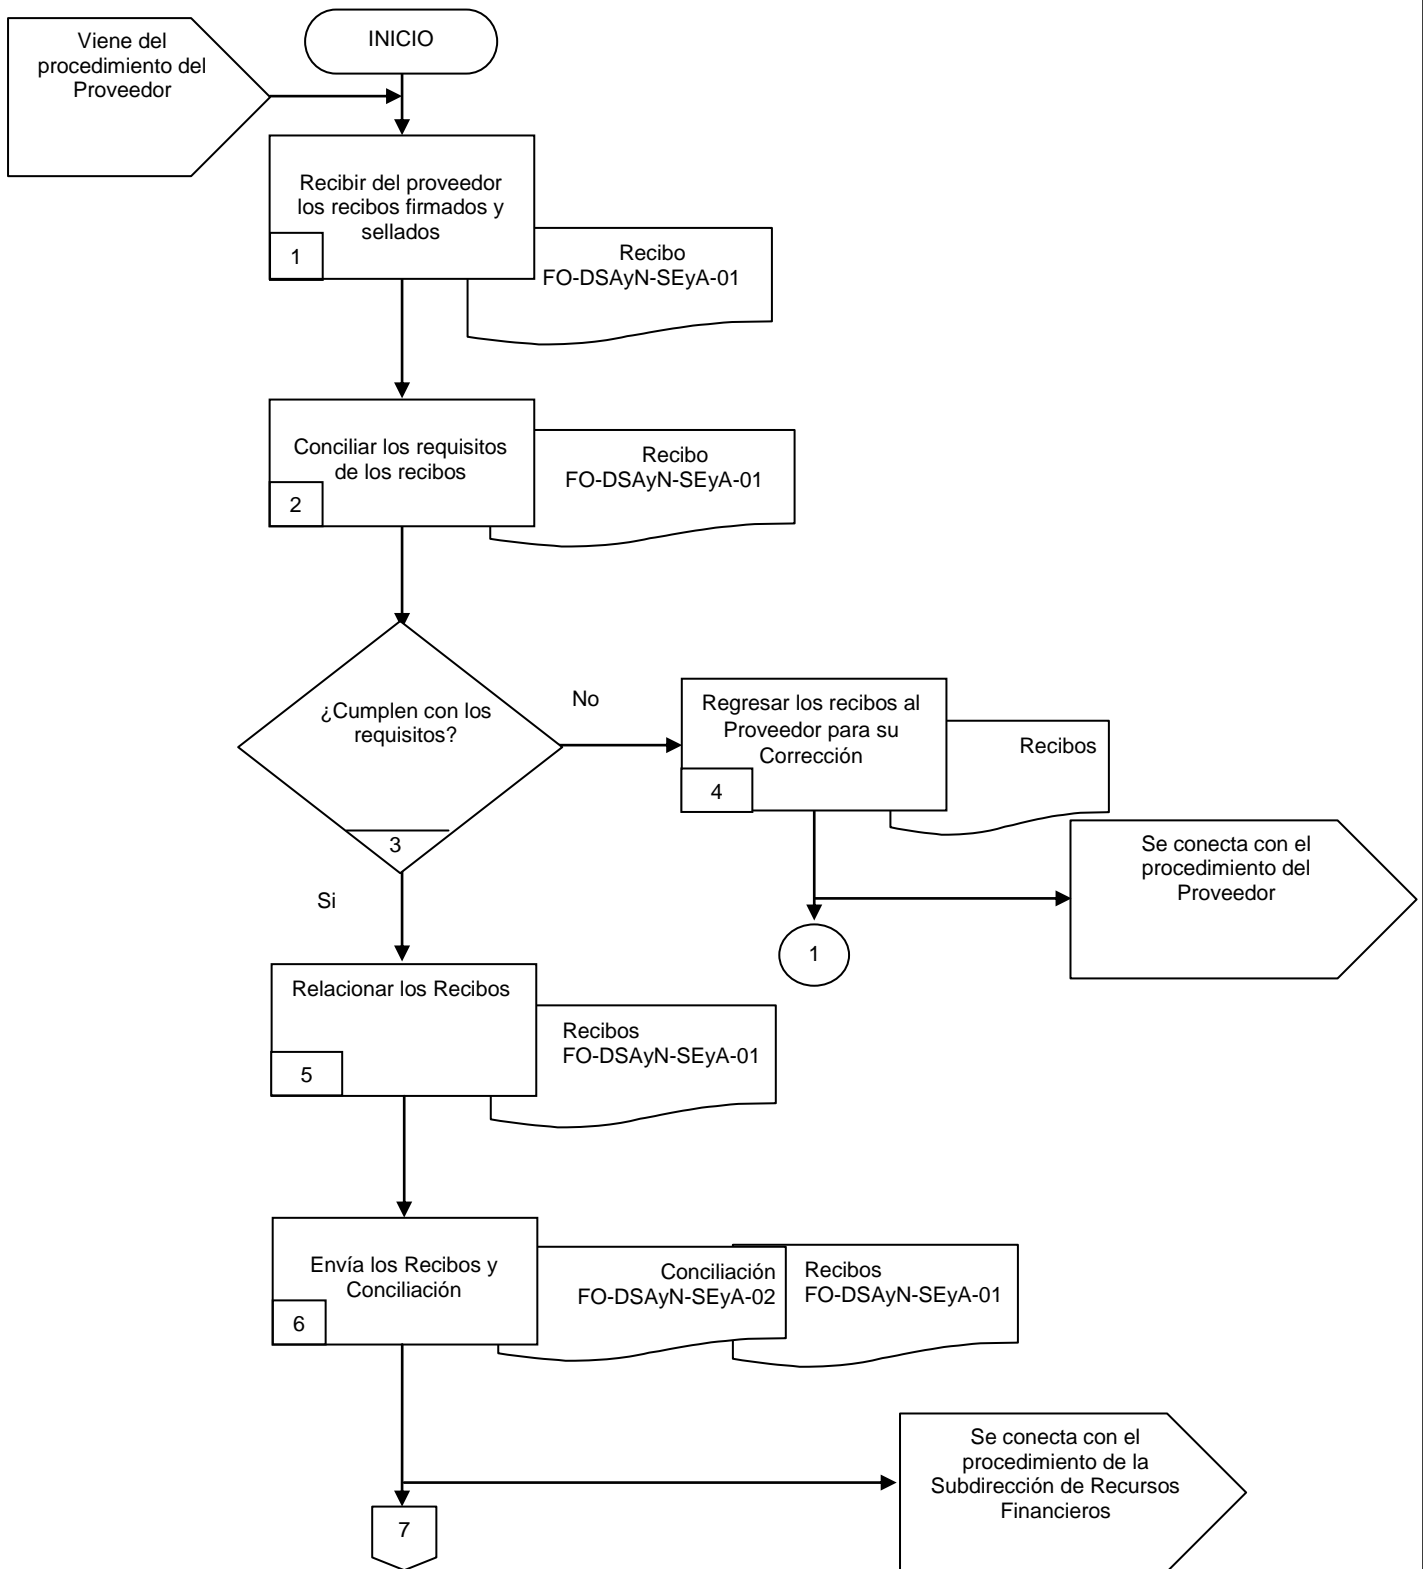 Viene del
procedimiento del
Proveedor
INICIO
Recibir del proveedor
los recibos firmados y
sellados
1
Recibo
FO-DSAyN-SEyA-01
Conciliar los requisitos
de los recibos
2
Recibo
FO-DSAyN-SEyA-01
¿Cumplen con los
requisitos?
3
No
Regresar los recibos al
Proveedor para su
Corrección
4
Recibos
Se conecta con el
procedimiento del
Proveedor
1
Si
Relacionar los Recibos
5
Recibos
FO-DSAyN-SEyA-01
Envía los Recibos y
Conciliación
6
Conciliación
FO-DSAyN-SEyA-02
Recibos
FO-DSAyN-SEyA-01
Se conecta con el
procedimiento de la
Subdirección de Recursos
Financieros
7